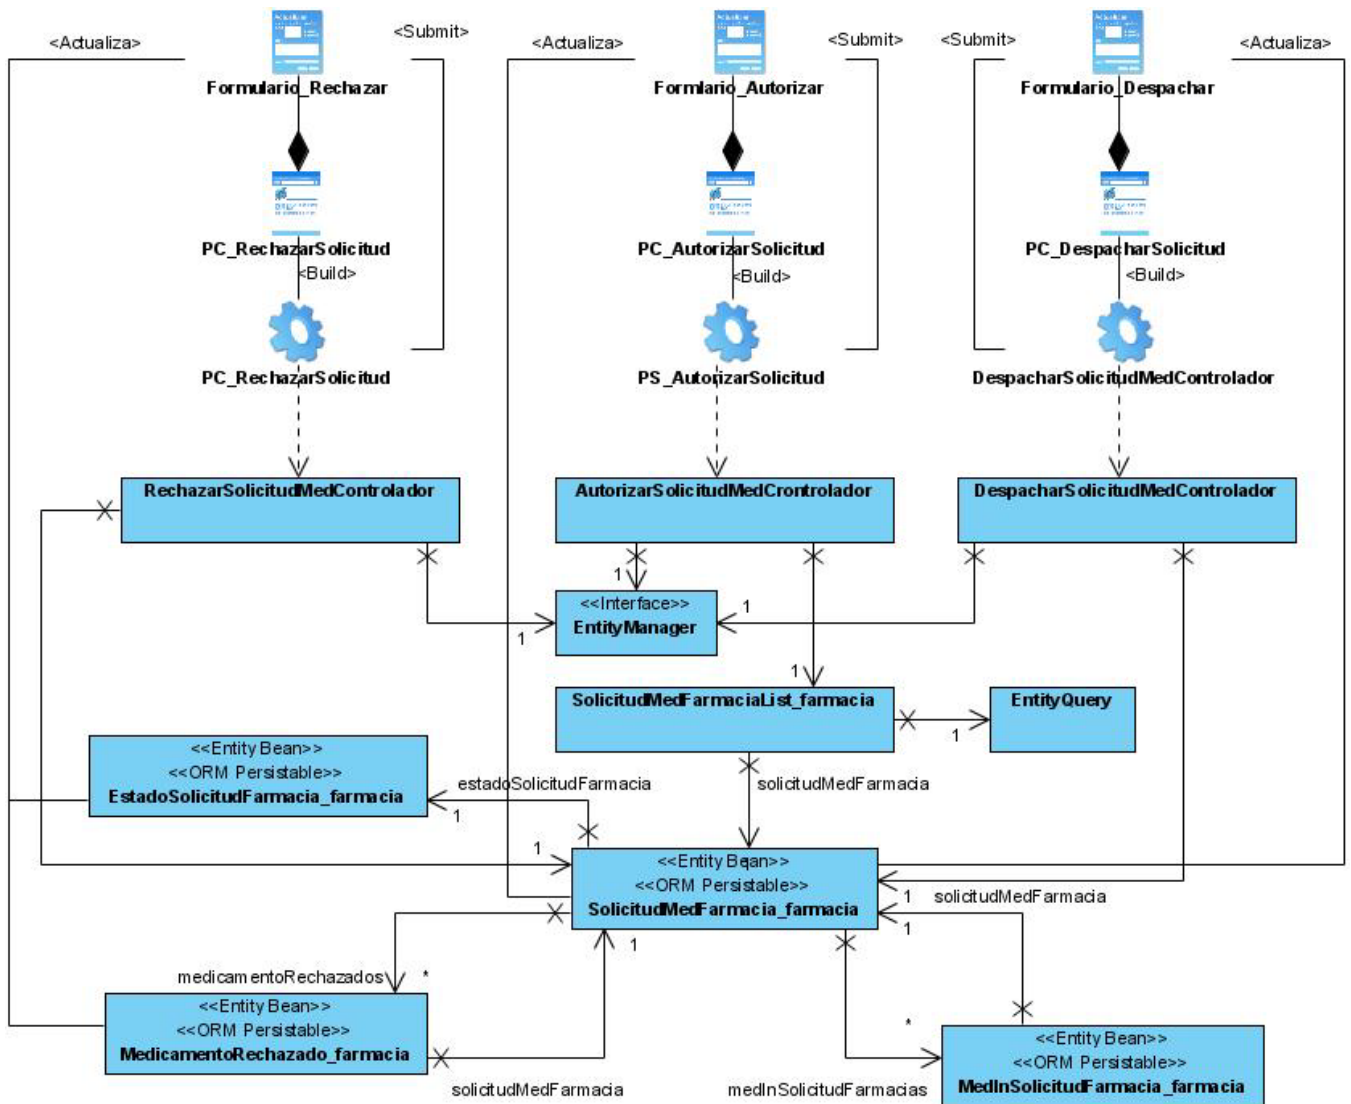 <Actualiza>
<Submit>
<Actualiza>
<Submit>
<Submit>
<Actualiza>
Formulario_Rechazar
Formlario_Autorizar
Formulario_Despachar
PC_RechazarSolicitud
PC_AutorizarSolicitud
PC_DespacharSolicitud
<Build>
<Build>
<Build>
PC_RechazarSolicitud
PS_AutorizarSolicitud
DespacharSolicitudMedControlador
RechazarSolicitudMedControlador
AutorizarSolicitudMedCrontrolador
DespacharSolicitudMedControlador
1
<<Interface>>
EntityManager
1
1
1
SolicitudMedFarmaciaList_farmacia
EntityQuery
1
<<Entity Bean>>
<<ORM Persistable>>
EstadoSolicitudFarmacia_farmacia
estadoSolicitudFarmacia
1
solicitudMedFarmacia
1
<<Entity Bean>>
<<ORM Persistable>>
SolicitudMedFarmacia_farmacia
1
solicitudMedFarmacia
1
1
medicamentoRechazados
*
<<Entity Bean>>
<<ORM Persistable>>
MedicamentoRechazado_farmacia
solicitudMedFarmacia
*
medInSolicitudFarmacias
<<Entity Bean>>
<<ORM Persistable>>
MedInSolicitudFarmacia_farmacia